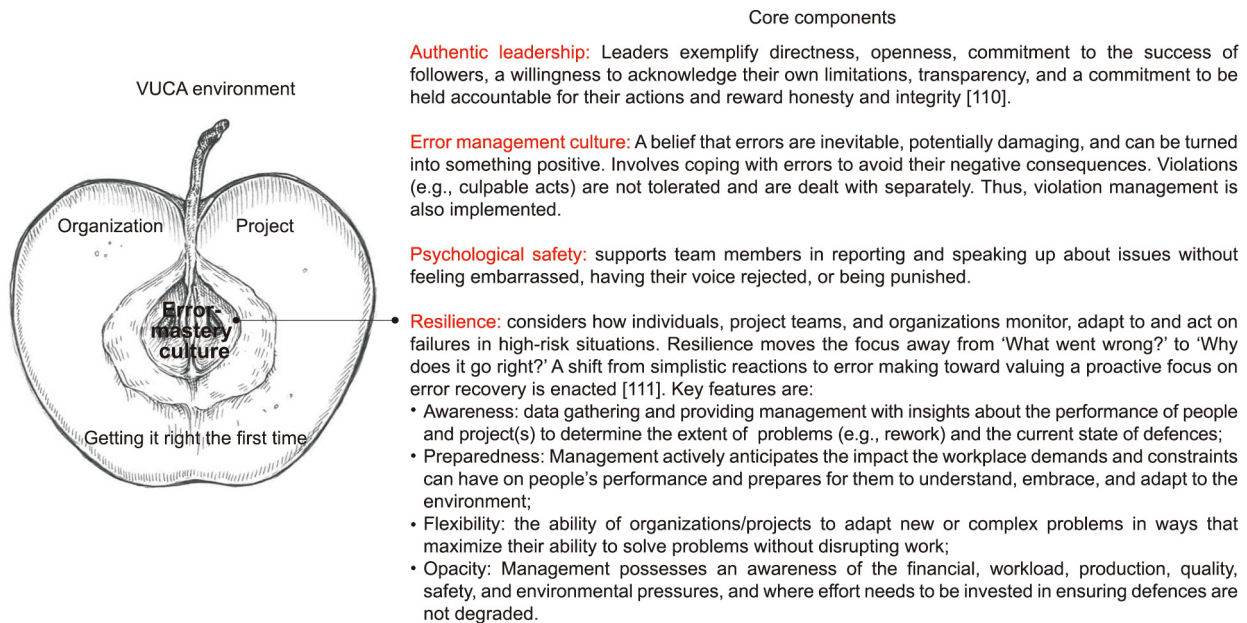 Core components
VUCA environment
Organization
Project
Error-
mastery
culture
Getting it right the first time
Authentic leadership: Leaders exemplify directness, openness, commitment to the success of
followers, a willingness to acknowledge their own limitations, transparency, and a commitment to be
held accountable for their actions and reward honesty and integrity [110].
Error management culture: A belief that errors are inevitable, potentially damaging, and can be turned
into something positive. Involves coping with errors to avoid their negative consequences. Violations
(e.g., culpable acts) are not tolerated and are dealt with separately. Thus, violation management is
also implemented.
Psychological safety: supports team members in reporting and speaking up about issues without
feeling embarrassed, having their voice rejected, or being punished.
Resilience: considers how individuals, project teams, and organizations monitor, adapt to and act on
failures in high-risk situations. Resilience moves the focus away from ‘What went wrong?’ to ‘Why
does it go right?’ A shift from simplistic reactions to error making toward valuing a proactive focus on
error recovery is enacted [111]. Key features are:
• Awareness: data gathering and providing management with insights about the performance of people
and project(s) to determine the extent of problems (e.g., rework) and the current state of defences;
• Preparedness: Management actively anticipates the impact the workplace demands and constraints
can have on people’s performance and prepares for them to understand, embrace, and adapt to the
environment;
• Flexibility: the ability of organizations/projects to adapt new or complex problems in ways that
maximize their ability to solve problems without disrupting work;
• Opacity: Management possesses an awareness of the financial, workload, production, quality,
safety, and environmental pressures, and where effort needs to be invested in ensuring defences are
not degraded.